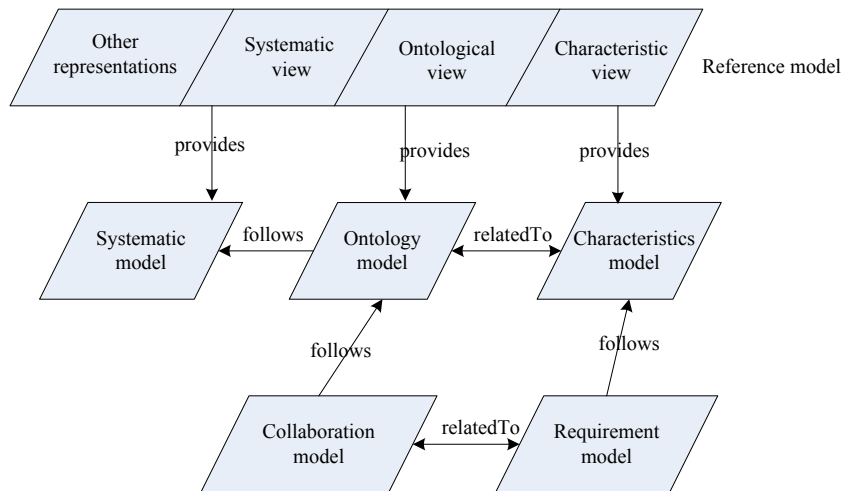 Other
representations
Systematic
view
Ontological
view
Characteristic
view
Reference model
provides
provides
provides
Systematic
model
follows
Ontology
model
relatedTo
Characteristics
model
follows
follows
Collaboration
model
relatedTo
Requirement
model